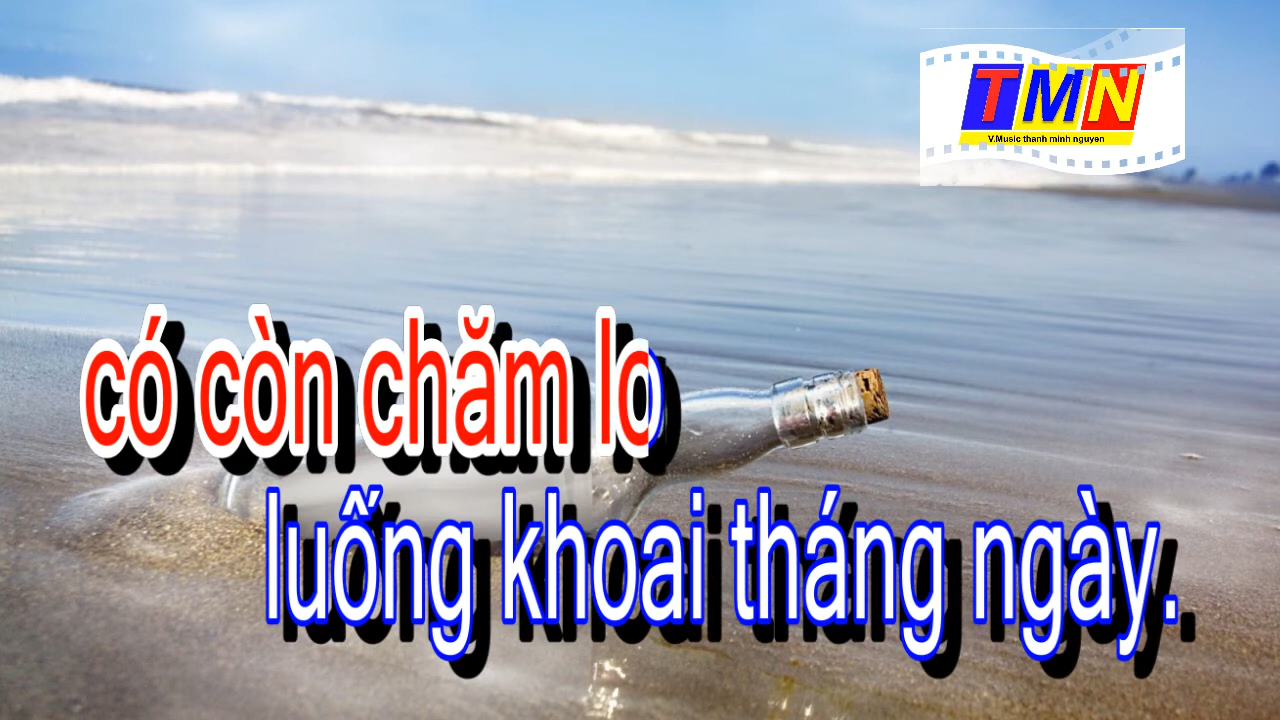 TMN
V.Music thanh minh nguyen
có còn chăm lo
luống khoai tháng ngày.